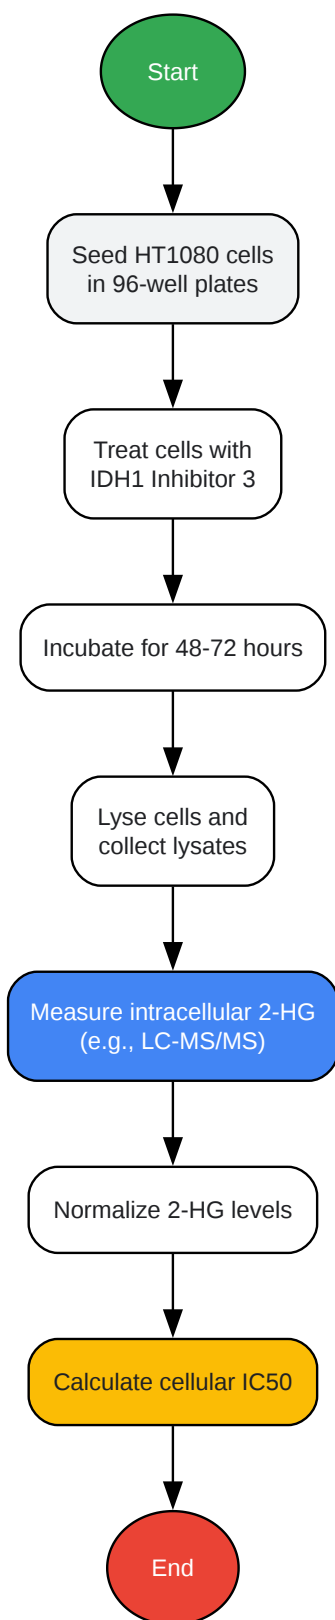 Start
Seed HT1080 cells
in 96-well plates
Treat cells with
IDH1 Inhibitor 3
Incubate for 48-72 hours
Lyse cells and
collect lysates
Measure intracellular 2-HG
(e.g., LC-MS/MS)
Normalize 2-HG levels
Calculate cellular IC50
End